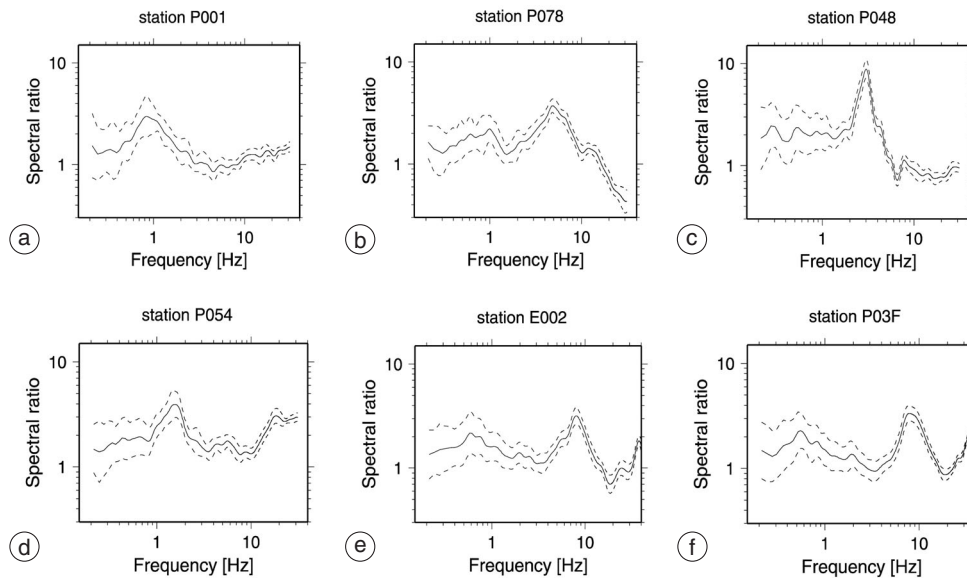 station P001
station P078
station P048
10
1
Spectral ratio
1
10
Frequency [Hz]
a
10
1
Spectral ratio
1
10
Frequency [Hz]
b
10
1
Spectral ratio
1
10
Frequency [Hz]
c
station P054
station E002
station P03F
10
1
Spectral ratio
1
10
Frequency [Hz]
d
10
1
Spectral ratio
1
10
Frequency [Hz]
e
10
1
Spectral ratio
1
10
Frequency [Hz]
f